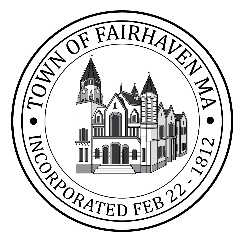 TOWN OF FAIRHAVEN MA
INCORPORATED FEB 22 - 1812